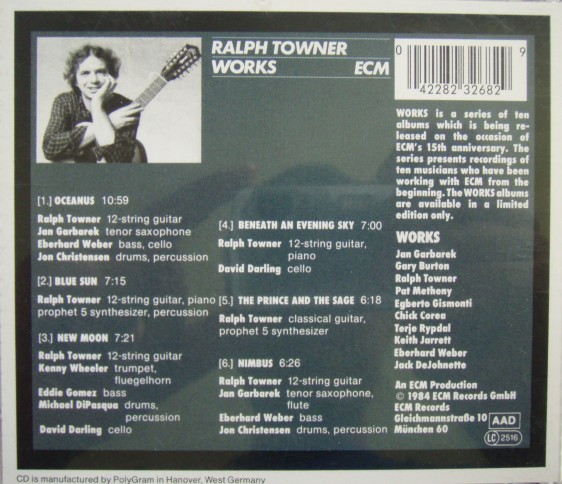 RALPH TOWNER
WORKS ECM
0 9
42282 32682
WORKS is a series of ten
albums which is being re-
leased on the occasion of
ECM's 15th anniversary. The
series presents recordings of
ten musicians who have been
working with ECM from the
beginning. The WORKS albums
are available in a limited
edition only.
[1.] OCEANUS 10:59
Ralph Towner 12-string guitar
Jan Garbarek tenor saxophone
Eberhard Weber bass, cello
Jon Christensen drums, percussion
[2.] BLUE SUN 7:15
Ralph Towner 12-string guitar, piano
prophet 5 synthesizer, percussion
[3.] NEW MOON 7:21
Ralph Towner 12-string guitar
Kenny Wheeler trumpet,
fluegelhorn
Eddie Gomez bass
Michael DiPasqua drums,
percussion
David Darling cello
[4.] BENEATH AN EVENING SKY 7:00
Ralph Towner 12-string guitar,
piano
David Darling cello
[5.] THE PRINCE AND THE SAGE 6:18
Ralph Towner classical guitar,
prophet 5 synthesizer
[6.] NIMBUS 6:26
Ralph Towner 12-string guitar
Jan Garbarek tenor saxophone,
flute
Eberhard Weber bass
Jon Christensen drums, percussion
WORKS
Jan Garbarek
Gary Burton
Ralph Towner
Pat Metheny
Egberto Gismonti
Chick Corea
Terje Rypdal
Keith Jarrett
Eberhard Weber
Jack DeJohnette
An ECM Production
© 1984 ECM Records GmbH
ECM Records
Gleichmannstraße 10
München 60
AAD
LC 2516
CD is manufactured by PolyGram in Hanover, West Germany